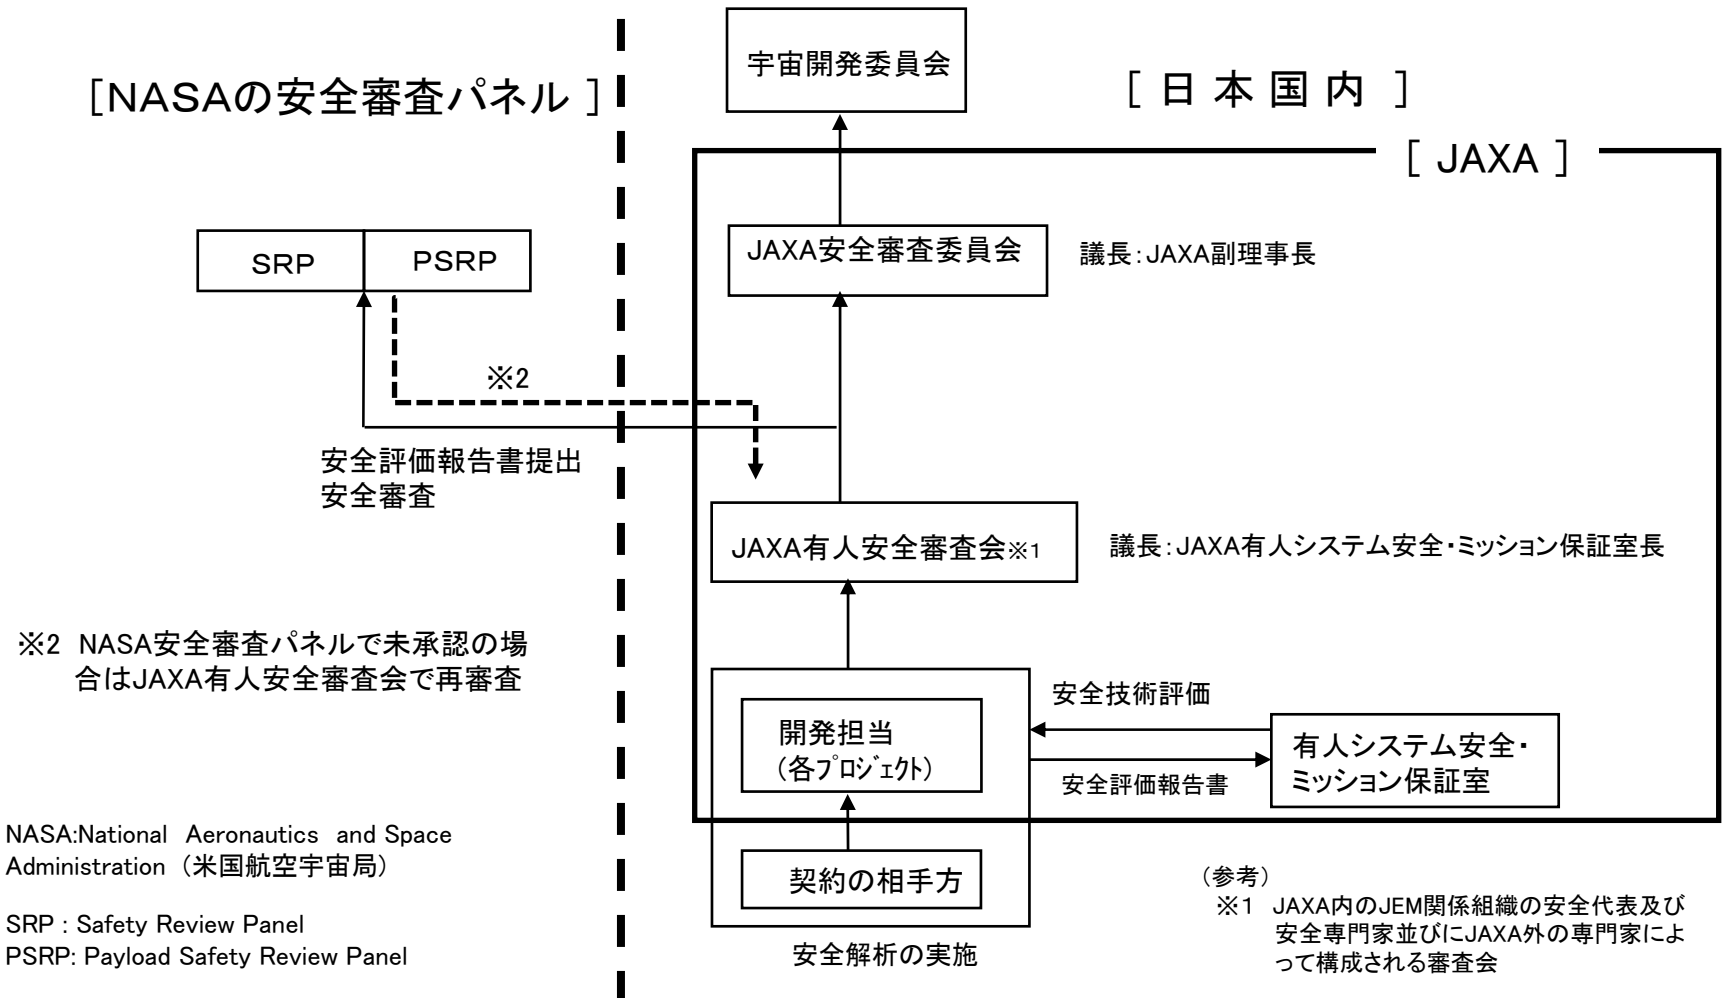 宇宙開発委員会
［NASAの安全審査パネル ］
［ 日 本 国 内 ］
［ JAXA ］
SRP
PSRP
JAXA安全審査委員会
議長：JAXA副理事長
※2
安全評価報告書提出
安全審査
JAXA有人安全審査会※1
議長：JAXA有人システム安全・ミッション保証室長
※2 NASA安全審査パネルで未承認の場
合はJAXA有人安全審査会で再審査
開発担当
（各ﾌﾟﾛｼﾞｪｸﾄ）
安全技術評価
安全評価報告書
有人システム安全・
ミッション保証室
契約の相手方
安全解析の実施
NASA:National Aeronautics and Space
Administration （米国航空宇宙局）
SRP : Safety Review Panel
PSRP: Payload Safety Review Panel
（参考）
※1 JAXA内のJEM関係組織の安全代表及び
安全専門家並びにJAXA外の専門家によ
って構成される審査会